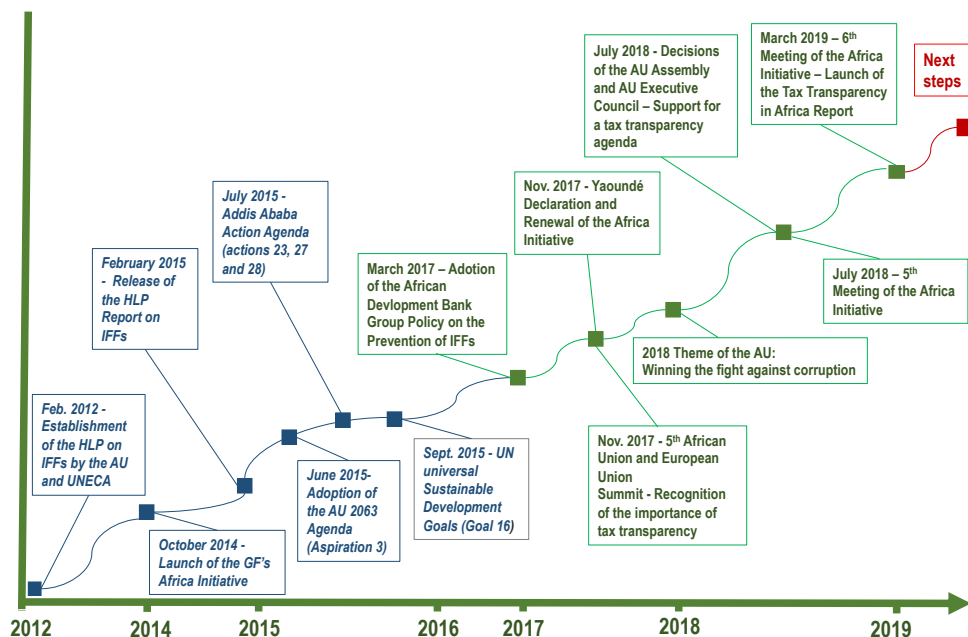 Feb. 2012 -
Establishment
of the HLP on
IFFs by the AU
and UNECA
October 2014 -
Launch of the GF's
Africa Initiative
February 2015
- Release of
the HLP
Report on
IFFs
June 2015-
Adoption of
the AU 2063
Agenda
(Aspiration 3)
July 2015 -
Addis Ababa
Action Agenda
(actions 23, 27
and 28)
Sept. 2015 - UN
universal
Sustainable
Development
Goals (Goal 16)
March 2017 – Adotion
of the African
Devlopment Bank
Group Policy on the
Prevention of IFFs
Nov. 2017 - Yaoundé
Declaration and
Renewal of the Africa
Initiative
Nov. 2017 - 5th African
Union and European
Union
Summit - Recognition
of the importance of
tax transparency
2018 Theme of the AU:
Winning the fight against corruption
July 2018 - Decisions
of the AU Assembly
and AU Executive
Council – Support for
a tax transparency
agenda
July 2018 – 5th
Meeting of the Africa
Initiative
March 2019 – 6th
Meeting of the Africa
Initiative – Launch of
the Tax Transparency
in Africa Report
Next
steps
2012
2014
2015
2016
2017
2018
2019